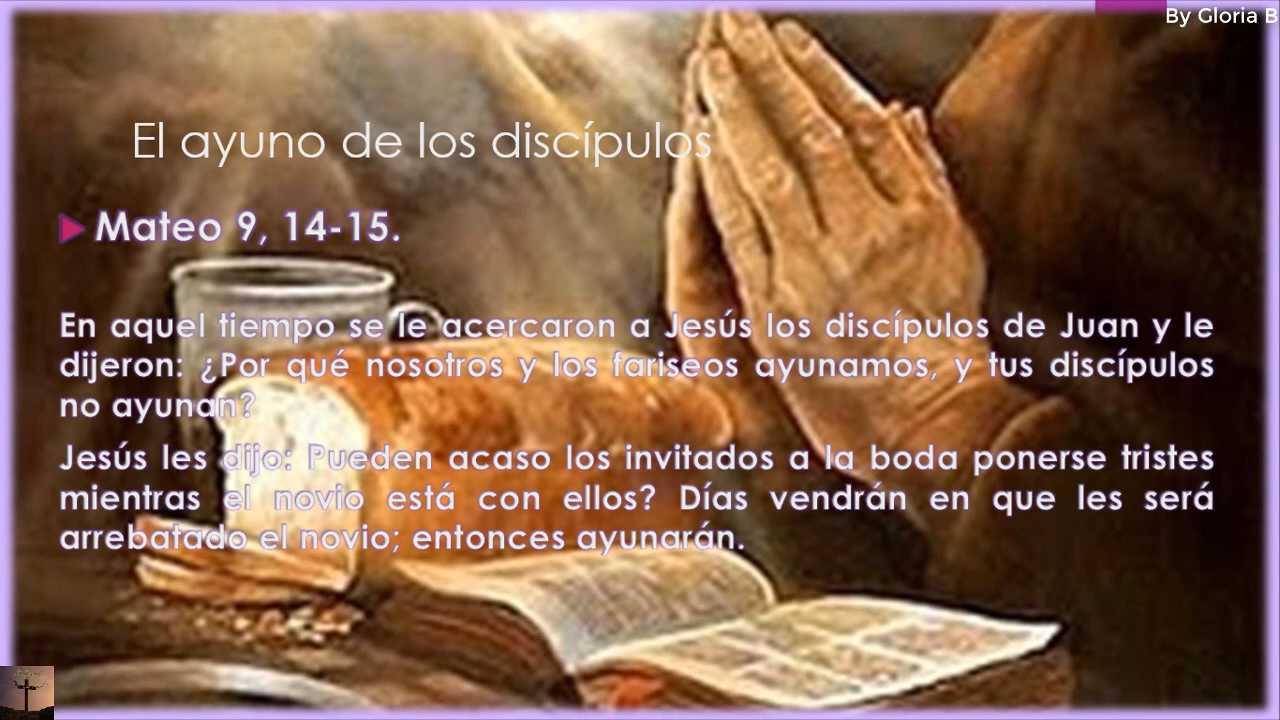 By Gloria B
El ayuno de los discípulos
Mateo 9, 14-15.
En aquel tiempo se le acercaron a Jesús los discípulos de Juan y le
dijeron: ¿Por qué nosotros y los fariseos ayunamos, y tus discípulos
no ayunan?
Jesús les dijo: Pueden acaso los invitados a la boda ponerse tristes
mientras el novio está con ellos? Días vendrán en que les será
arrebatado el novio; entonces ayunarán.